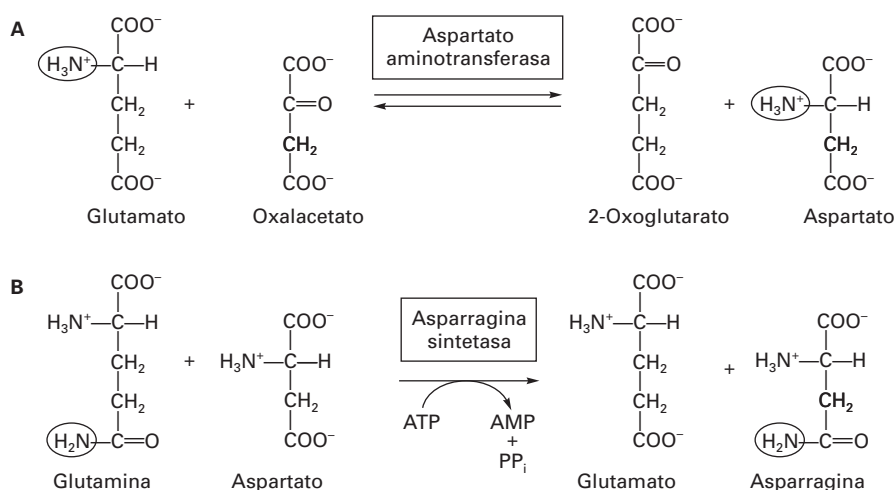 A
COO⁻
H₃N⁺—C—H
CH₂
CH₂
COO⁻
Glutamato
+
COO⁻
C=O
CH₂
COO⁻
Oxalacetato
Aspartato
aminotransferasa
COO⁻
C=O
CH₂
CH₂
COO⁻
2-Oxoglutarato
+
COO⁻
H₃N⁺—C—H
CH₂
COO⁻
Aspartato
B
COO⁻
H₃N⁺—C—H
CH₂
CH₂
H₂N—C=O
Glutamina
+
COO⁻
H₃N⁺—C—H
CH₂
COO⁻
Aspartato
Asparragina
sintetasa
ATP
AMP
+
PPᵢ
COO⁻
H₃N⁺—C—H
CH₂
CH₂
COO⁻
Glutamato
+
COO⁻
H₃N⁺—C—H
CH₂
H₂N—C=O
Asparragina